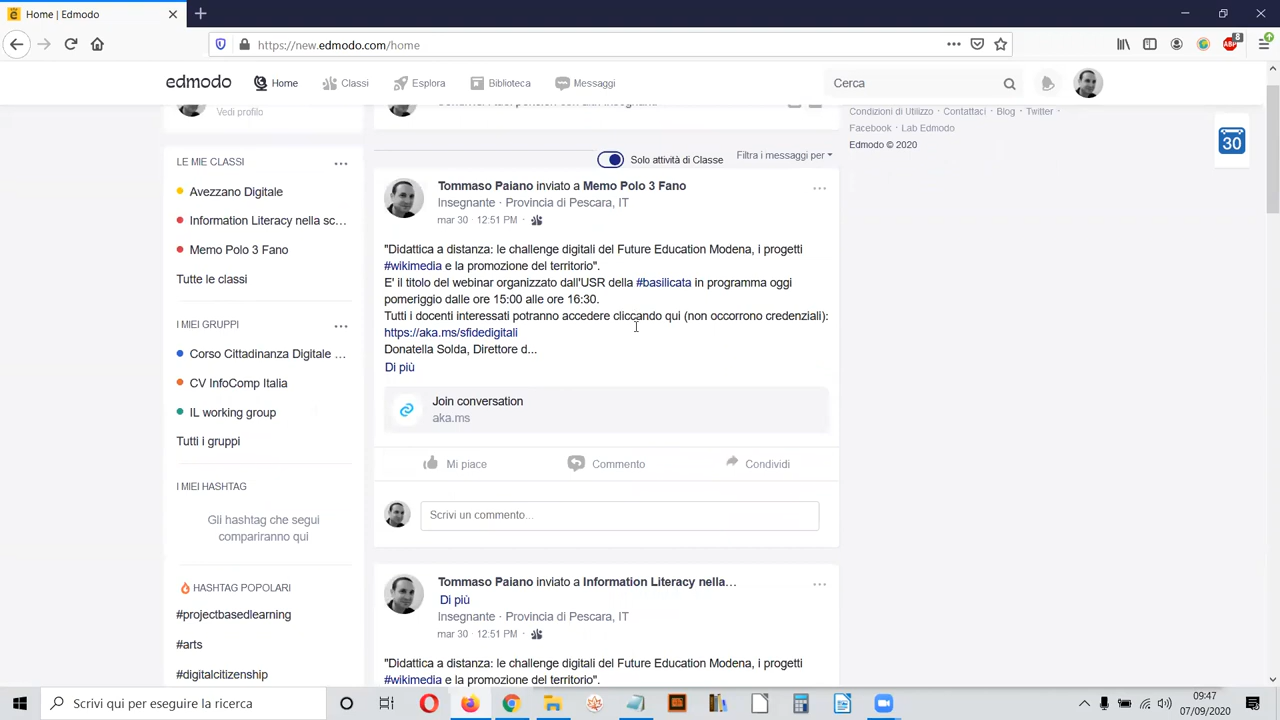 Home | Edmodo
https://new.edmodo.com/home
ABP
8
edmodo
Home
Classi
Esplora
Biblioteca
Messaggi
Cerca
Vedi profilo
LE MIE CLASSI
Avezzano Digitale
Information Literacy nella sc...
Memo Polo 3 Fano
Tutte le classi
I MIEI GRUPPI
Corso Cittadinanza Digitale ...
CV InfoComp Italia
IL working group
Tutti i gruppi
I MIEI HASHTAG
Gli hashtag che segui
compariranno qui
HASHTAG POPOLARI
#projectbasedlearning
#arts
#digitalcitizenship
Solo attività di Classe
Filtra i messaggi per
Tommaso Paiano inviato a Memo Polo 3 Fano
Insegnante · Provincia di Pescara, IT
mar 30 · 12:51 PM ·
"Didattica a distanza: le challenge digitali del Future Education Modena, i progetti
#wikimedia e la promozione del territorio".
E' il titolo del webinar organizzato dall'USR della #basilicata in programma oggi
pomeriggio dalle ore 15:00 alle ore 16:30.
Tutti i docenti interessati potranno accedere cliccando qui (non occorrono credenziali):
https://aka.ms/sfidedigitali
Donatella Solda, Direttore d...
Di più
Join conversation
aka.ms
Mi piace
Commento
Condividi
Scrivi un commento...
Tommaso Paiano inviato a Information Literacy nella...
Di più
Insegnante · Provincia di Pescara, IT
mar 30 · 12:51 PM ·
"Didattica a distanza: le challenge digitali del Future Education Modena, i progetti
#wikimedia e la promozione del territorio".
Condizioni di Utilizzo · Contattaci · Blog · Twitter ·
Facebook · Lab Edmodo
Edmodo © 2020
30
Scrivi qui per eseguire la ricerca
09:47
07/09/2020